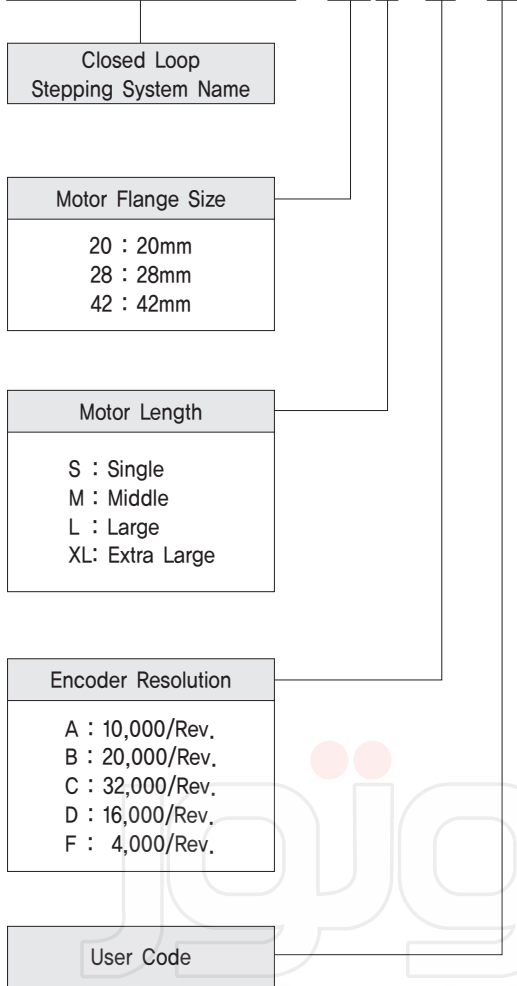 Closed Loop
Stepping System Name
Motor Flange Size
20 : 20mm
28 : 28mm
42 : 42mm
Motor Length
S : Single
M : Middle
L : Large
XL: Extra Large
Encoder Resolution
A : 10,000/Rev.
B : 20,000/Rev.
C : 32,000/Rev.
D : 16,000/Rev.
F : 4,000/Rev.
User Code